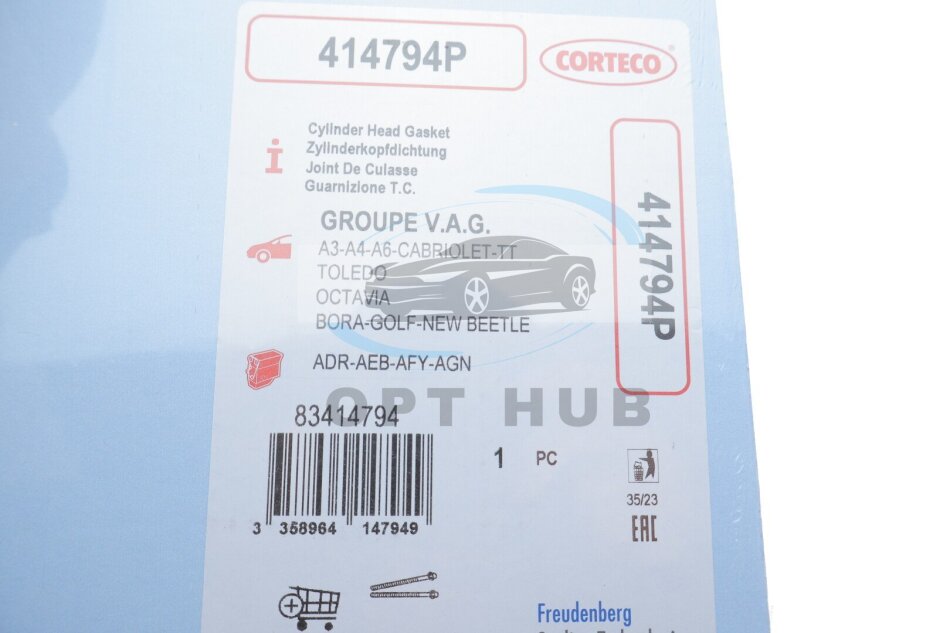 414794P
CORTECO®
Cylinder Head Gasket
Zylinderkopfdichtung
Joint De Culasse
Guarnizione T.C.
414794P
GROUPE V.A.G.
A3-A4-A6-CABRIOLET-TT
TOLEDO
OCTAVIA
BORA-GOLF-NEW BEETLE
ADR-AEB-AFY-AGN
OPT HUB
83414794
1 PC
35/23
3 358964 147949
EAC
Freudenberg